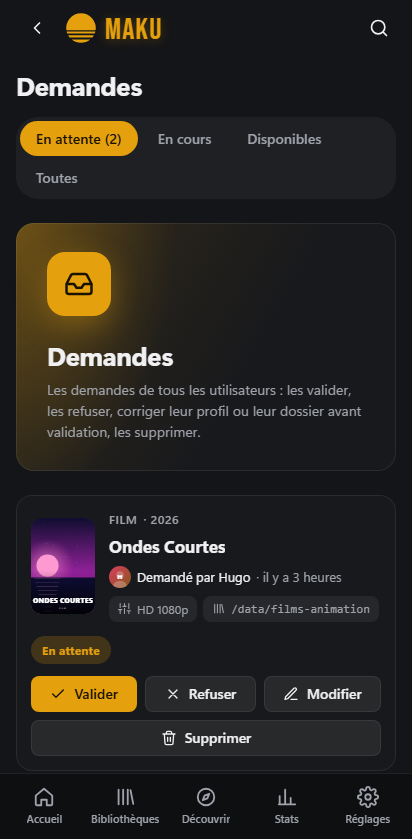 MAKU
Demandes
En attente (2)
En cours
Disponibles
Toutes
Demandes
Les demandes de tous les utilisateurs : les valider,
les refuser, corriger leur profil ou leur dossier avant
validation, les supprimer.
FILM · 2026
Ondes Courtes
Demandé par Hugo · il y a 3 heures
HD 1080p
/data/films-animation
ONDES COURTES
En attente
Valider
Refuser
Modifier
Supprimer
Accueil
Bibliothèques
Découvrir
Stats
Réglages